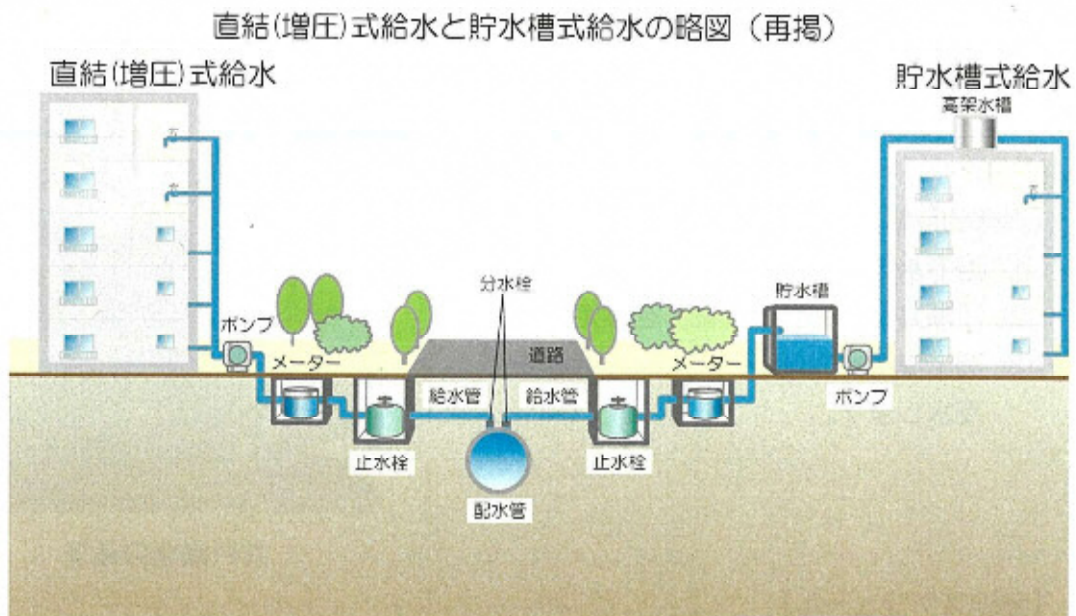 直結(増圧)式給水と貯水槽式給水の略図（再掲）
直結(増圧)式給水
貯水槽式給水
高架水槽
分水栓
貯水槽
ポンプ
道路
メーター
メーター
給水管
給水管
ポンプ
止水栓
止水栓
配水管